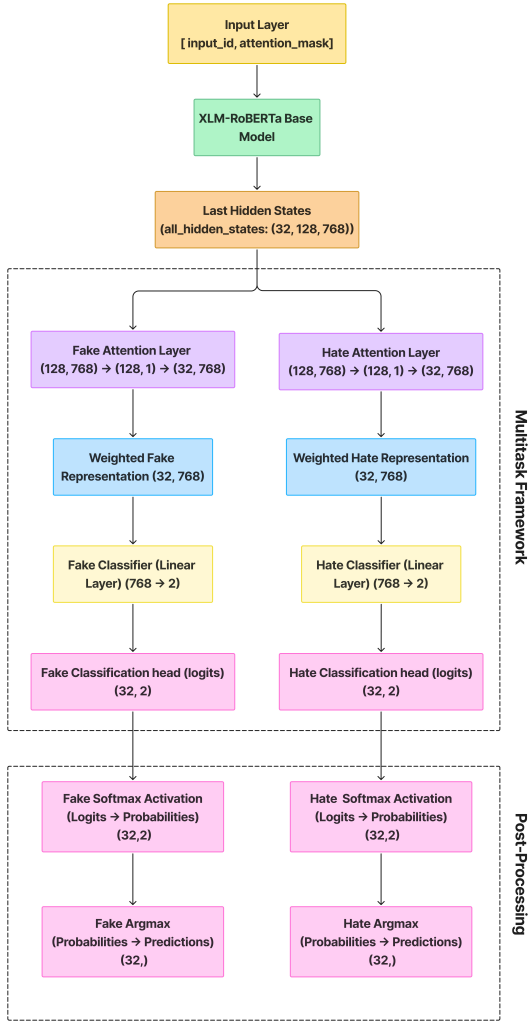 Input Layer
[ input_id, attention_mask]
XLM-RoBERTa Base
Model
Last Hidden States
(all_hidden_states: (32, 128, 768))
Fake Attention Layer
(128, 768) → (128, 1) → (32, 768)
Hate Attention Layer
(128, 768) → (128, 1) → (32, 768)
Weighted Fake
Representation (32, 768)
Weighted Hate Representation
(32, 768)
Fake Classifier (Linear
Layer) (768 → 2)
Hate Classifier (Linear
Layer) (768 → 2)
Fake Classification head (logits)
(32, 2)
Hate Classification head (logits)
(32, 2)
Multitask Framework
Fake Softmax Activation
(Logits → Probabilities)
(32,2)
Hate Softmax Activation
(Logits → Probabilities)
(32,2)
Fake Argmax
(Probabilities → Predictions)
(32,)
Hate Argmax
(Probabilities → Predictions)
(32,)
Post-Processing